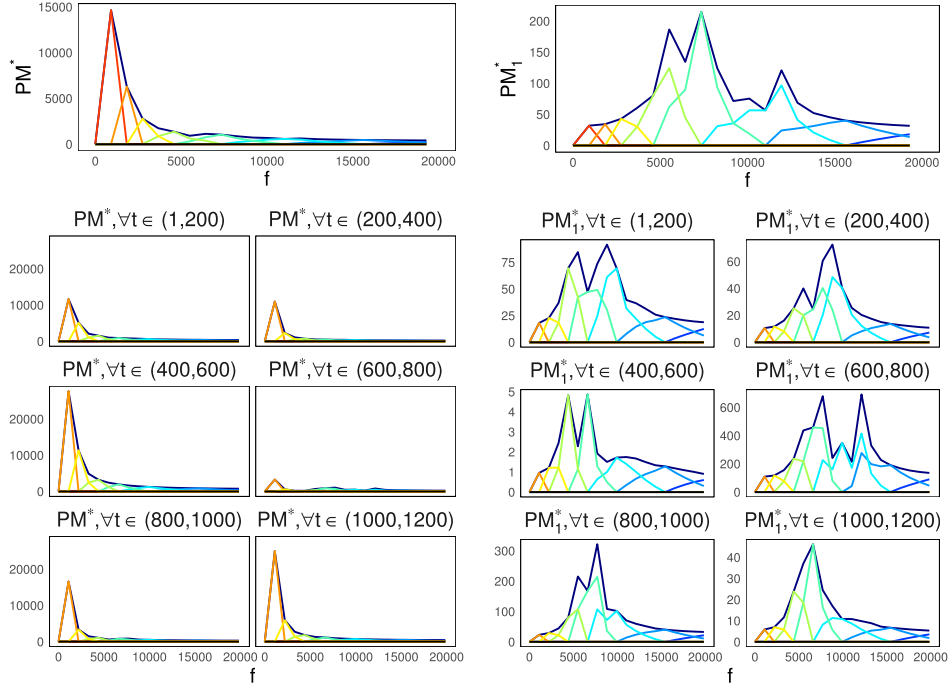 15000
10000
5000
0
PM*
0 5000 10000 15000 20000
f
200
150
100
50
0
PM*1
0 5000 10000 15000 20000
f
PM*,∀t ∈ (1,200)
PM*,∀t ∈ (200,400)
20000
10000
0
PM*,∀t ∈ (400,600)
PM*,∀t ∈ (600,800)
20000
10000
0
PM*,∀t ∈ (800,1000)
PM*,∀t ∈ (1000,1200)
20000
10000
0
0 5000 10000 15000 20000
0 5000 10000 15000 20000
f
PM*1,∀t ∈ (1,200)
PM*1,∀t ∈ (200,400)
75
50
25
0
60
40
20
0
PM*1,∀t ∈ (400,600)
PM*1,∀t ∈ (600,800)
5
4
3
2
1
0
600
400
200
0
PM*1,∀t ∈ (800,1000)
PM*1,∀t ∈ (1000,1200)
300
200
100
0
40
30
20
10
0
0 5000 10000 15000 20000
0 5000 10000 15000 20000
f